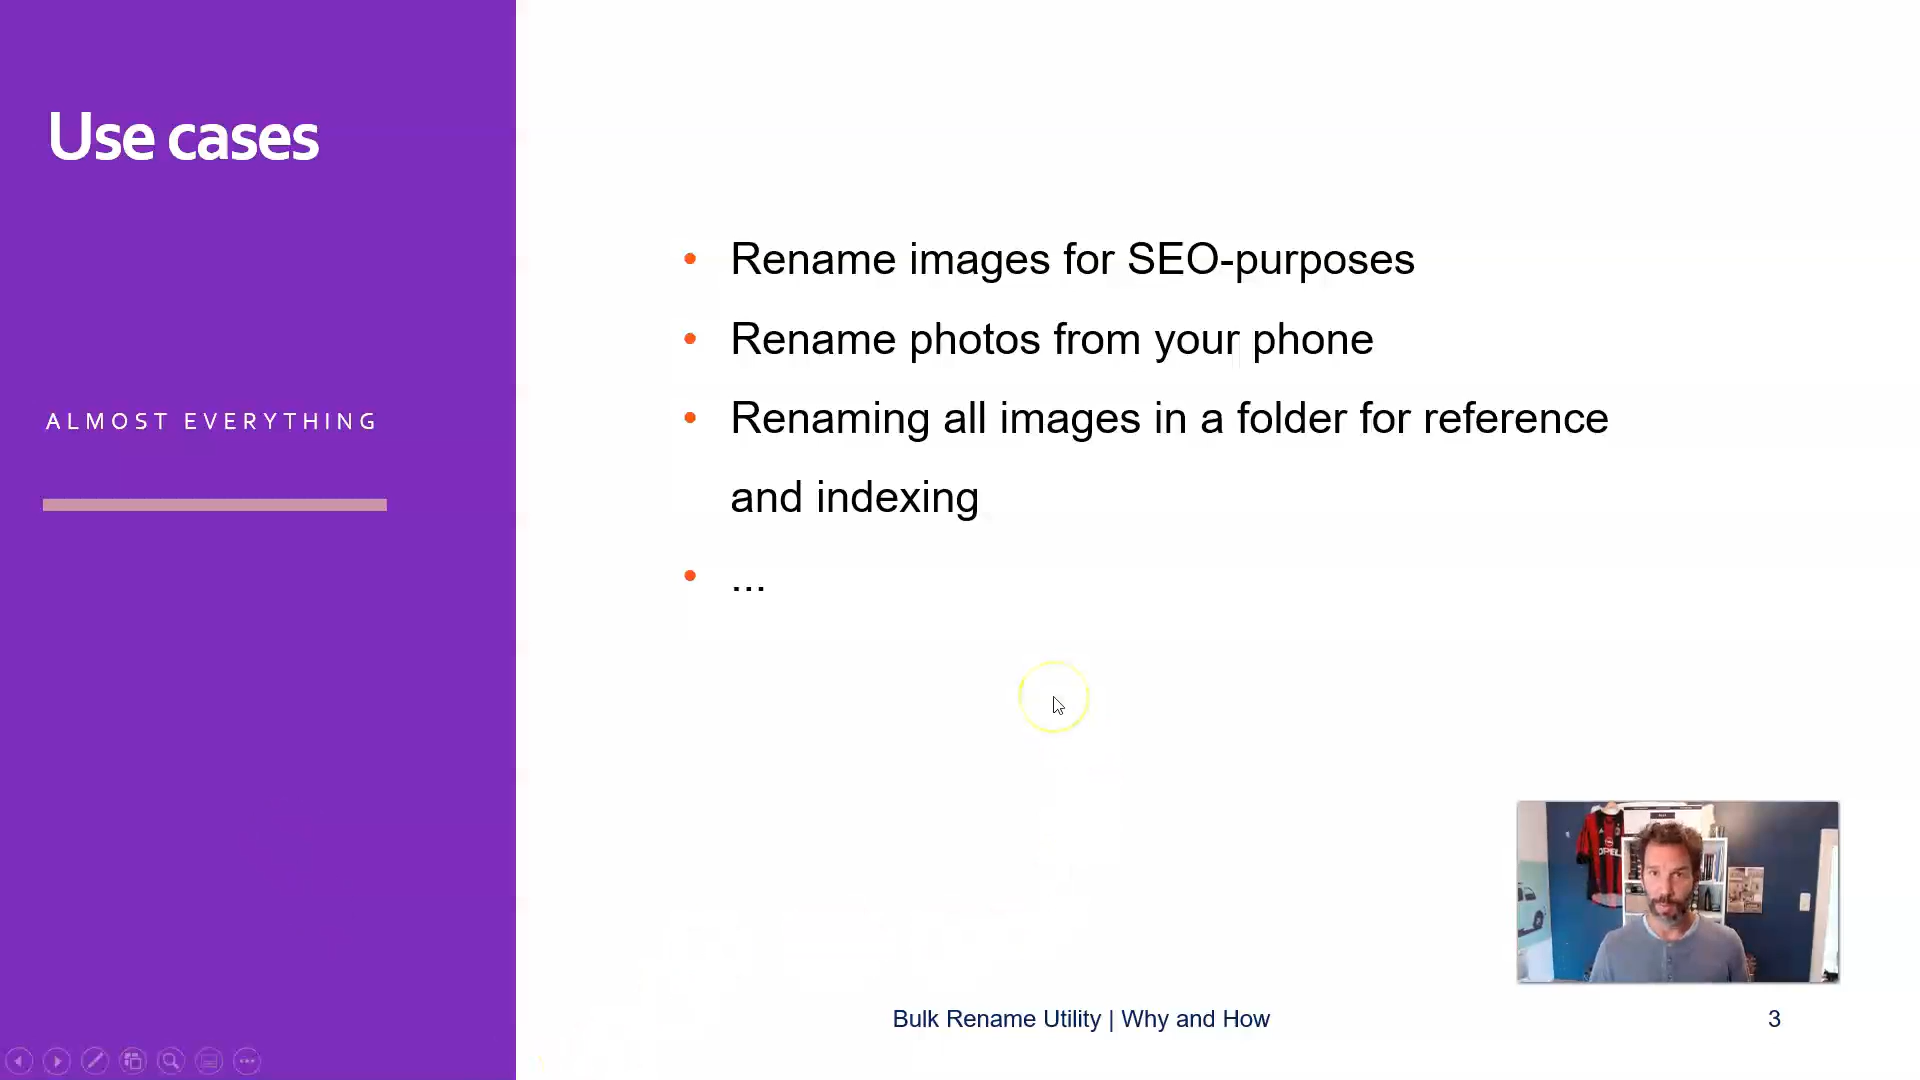 Use cases
ALMOST EVERYTHING
• Rename images for SEO-purposes
• Rename photos from your phone
• Renaming all images in a folder for reference
and indexing
• ...
OPEL
Bulk Rename Utility | Why and How
3